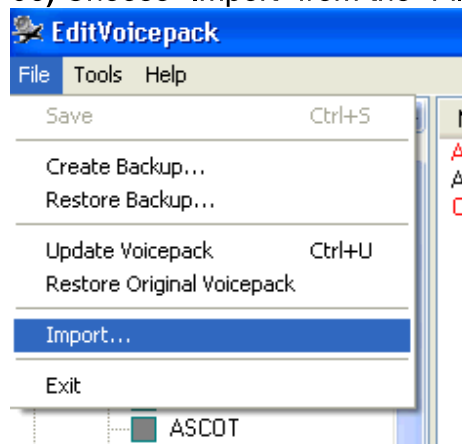 EditVoicepack
File Tools Help
Save Ctrl+S
Create Backup...
Restore Backup...
Update Voicepack Ctrl+U
Restore Original Voicepack
Import...
Exit
ASCOT